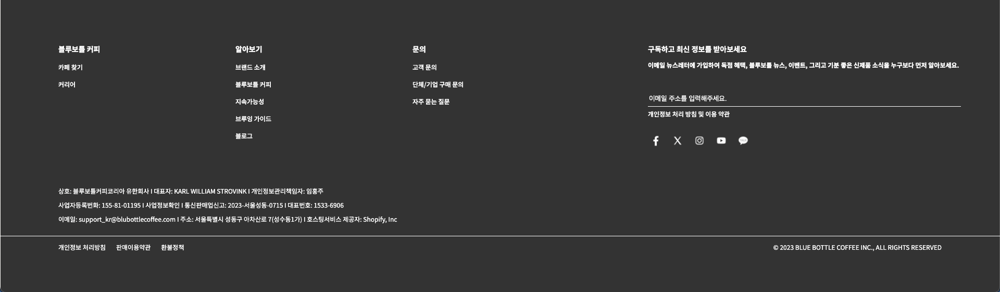 블루보틀 커피
카페 찾기
커리어
알아보기
브랜드 소개
블루보틀 커피
지속가능성
브루잉 가이드
블로그
문의
고객 문의
단체/기업 구매 문의
자주 묻는 질문
구독하고 최신 정보를 받아보세요
이메일 뉴스레터에 가입하여 독점 혜택, 블루보틀 뉴스, 이벤트, 그리고 기분 좋은 신제품 소식을 누구보다 먼저 알아보세요.
이메일 주소를 입력해주세요.
개인정보 처리 방침 및 이용 약관
TALK
상호: 블루보틀커피코리아 유한회사 I 대표자: KARL WILLIAM STROVINK I 개인정보관리책임자: 임홍주
사업자등록번화: 155-81-01195 I 사업정보확인 I 통신판매업신고: 2023-서울성동-0715 I 대표번호: 1533-6906
이메일: support_kr@blubottlecoffee.com I 주소: 서울특별시 성동구 아차산로 7(성수동1가) I 호스팅서비스 제공자: Shopify, Inc
개인정보 처리방침 판매이용약관 환불정책
© 2023 BLUE BOTTLE COFFEE INC., ALL RIGHTS RESERVED